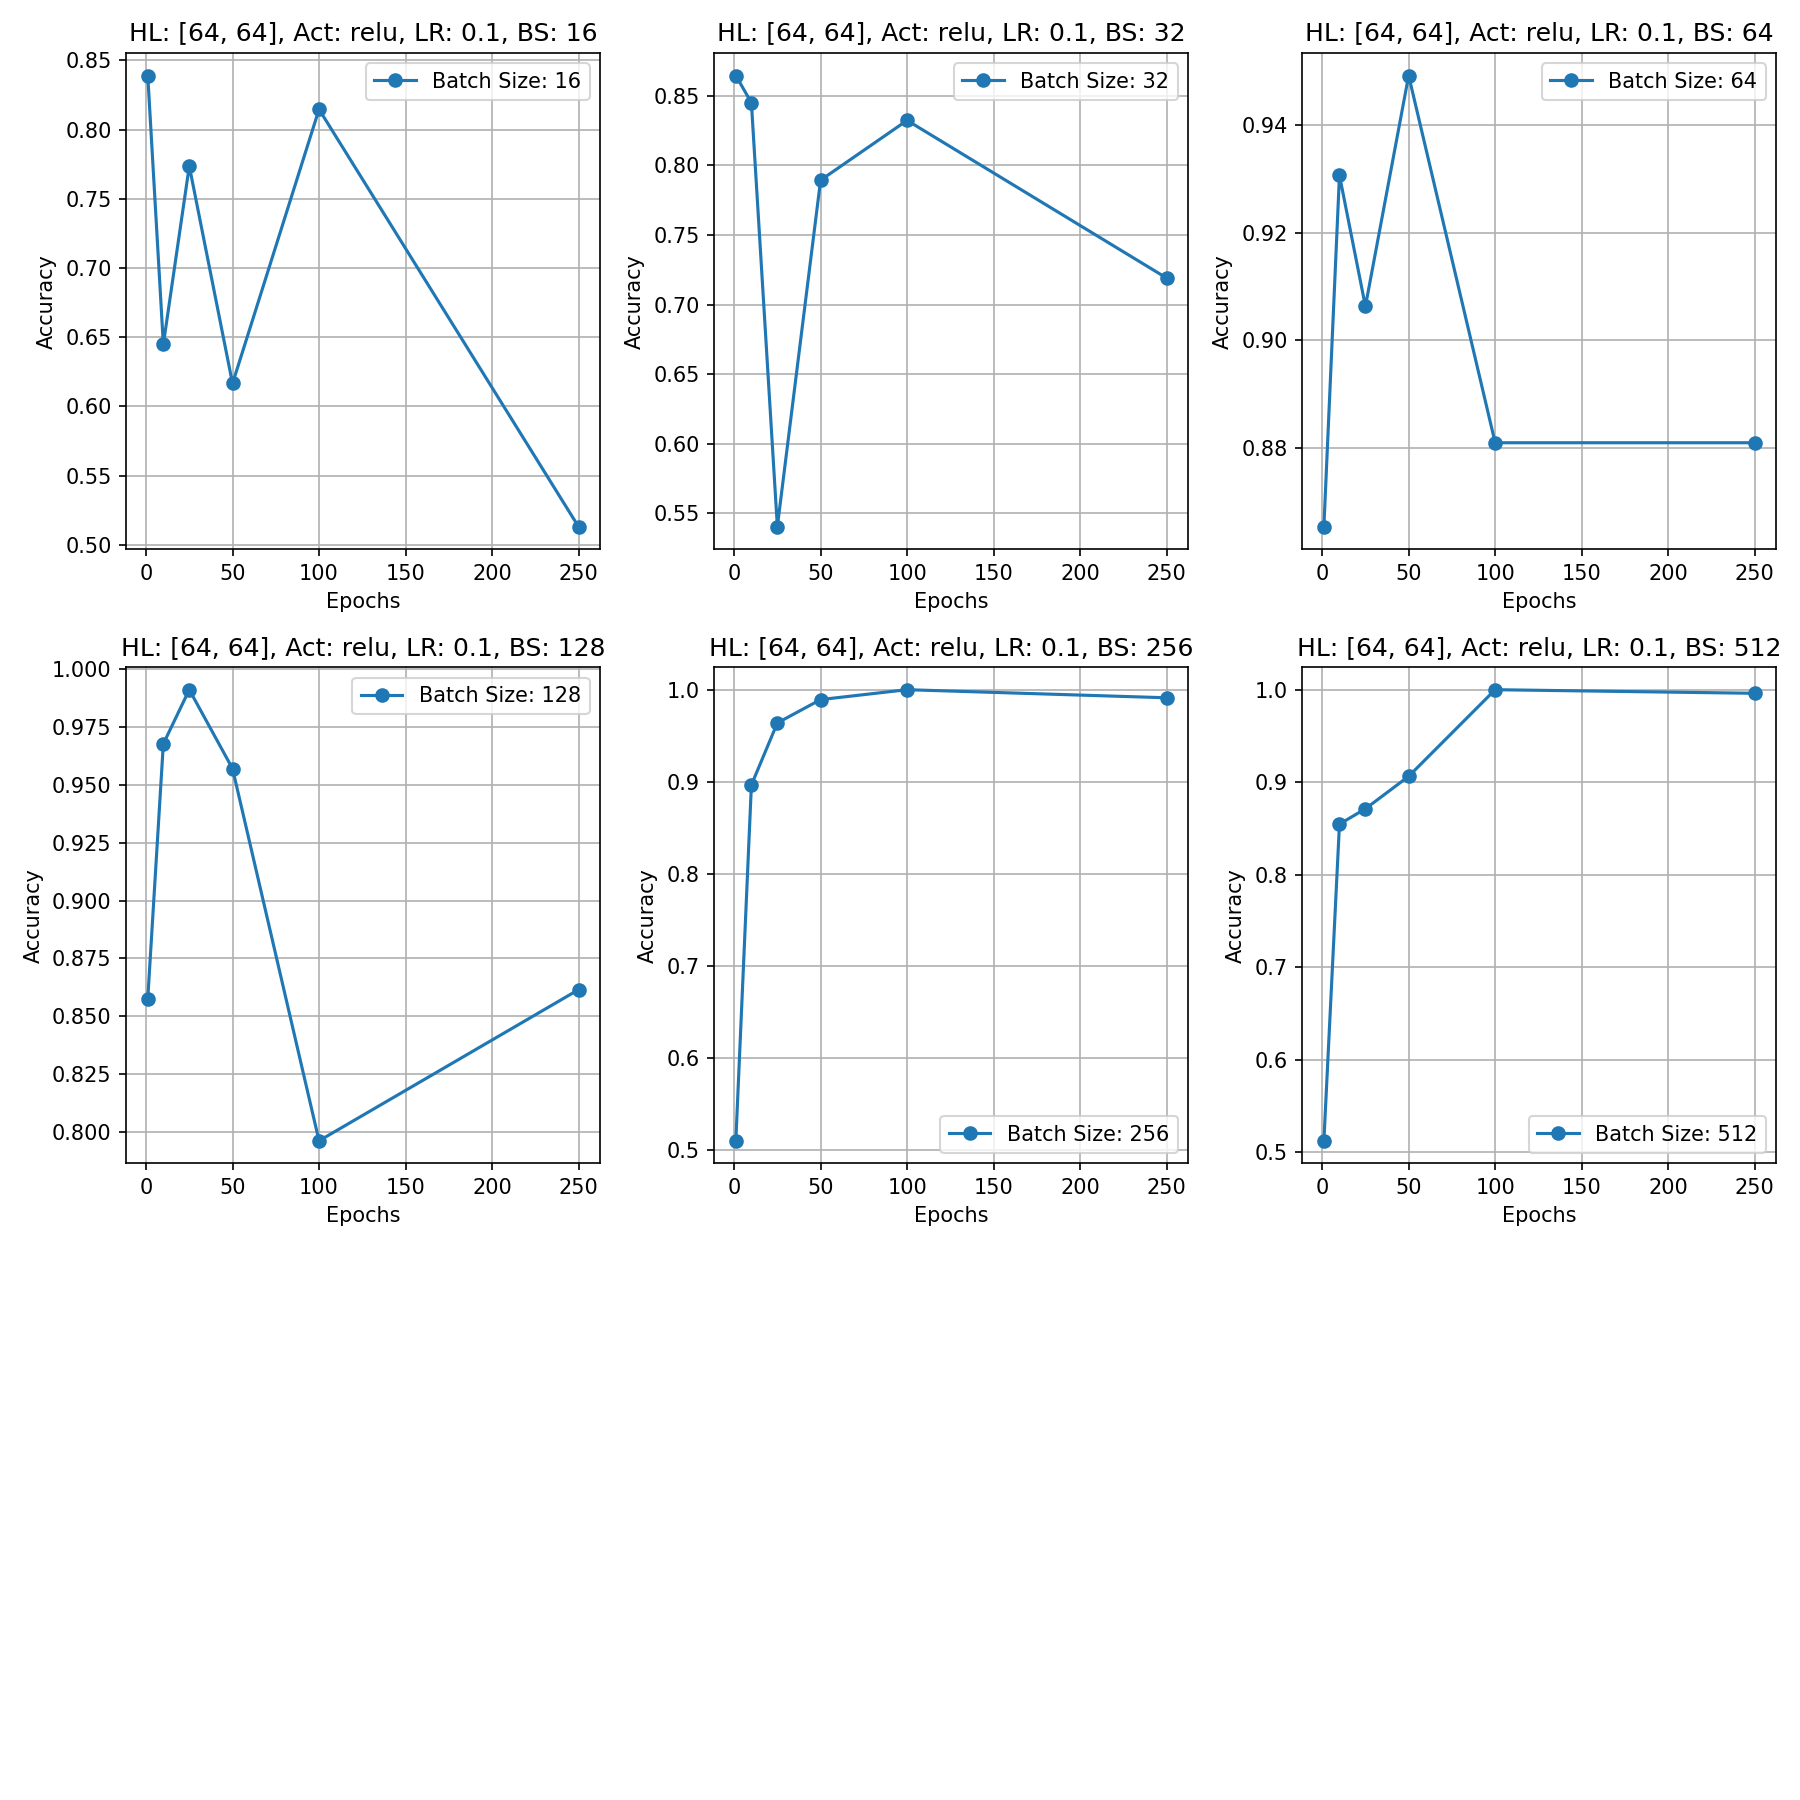 HL: [64, 64], Act: relu, LR: 0.1, BS: 16
Batch Size: 16
Accuracy
0.85
0.80
0.75
0.70
0.65
0.60
0.55
0.50
0 50 100 150 200 250
Epochs
HL: [64, 64], Act: relu, LR: 0.1, BS: 32
Batch Size: 32
Accuracy
0.85
0.80
0.75
0.70
0.65
0.60
0.55
0 50 100 150 200 250
Epochs
HL: [64, 64], Act: relu, LR: 0.1, BS: 64
Batch Size: 64
Accuracy
0.94
0.92
0.90
0.88
0 50 100 150 200 250
Epochs
HL: [64, 64], Act: relu, LR: 0.1, BS: 128
Batch Size: 128
Accuracy
1.000
0.975
0.950
0.925
0.900
0.875
0.850
0.825
0.800
0 50 100 150 200 250
Epochs
HL: [64, 64], Act: relu, LR: 0.1, BS: 256
Accuracy
1.0
0.9
0.8
0.7
0.6
0.5
Batch Size: 256
0 50 100 150 200 250
Epochs
HL: [64, 64], Act: relu, LR: 0.1, BS: 512
Accuracy
1.0
0.9
0.8
0.7
0.6
0.5
Batch Size: 512
0 50 100 150 200 250
Epochs